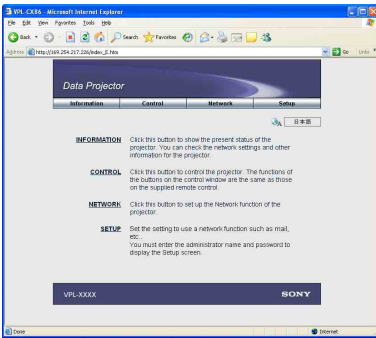 VPL-CX86 - Microsoft Internet Explorer
File Edit View Favorites Tools Help
Back Search Favorites
Address http://169.254.217.226/index_E.htm Go Links
Data Projector
Information Control Network Setup
日本語
INFORMATION Click this button to show the present status of the
projector. You can check the network settings and other
information for the projector.
CONTROL Click this button to control the projector. The functions of
the buttons on the control window are the same as those
on the supplied remote control.
NETWORK Click this button to set up the Network function of the
projector.
SETUP Set the setting to use a network function such as mail,
etc.
You must enter the administrator name and password to
display the Setup screen.
VPL-XXXX SONY
Done Internet